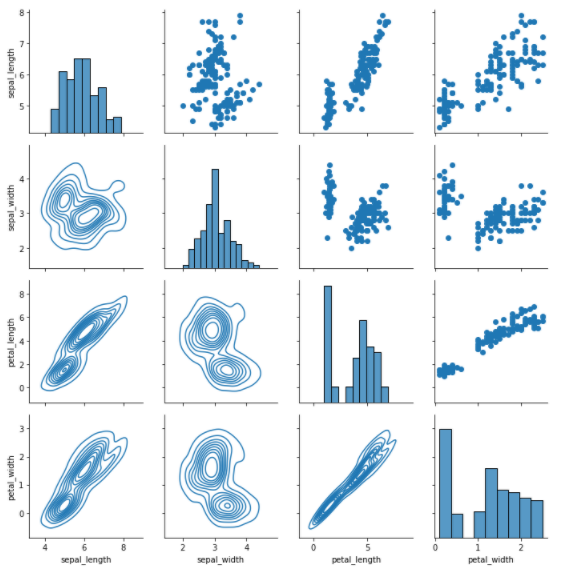 8
7
6
5
sepal_length
4
3
2
sepal_width
8
6
4
2
0
petal_length
3
2
1
0
petal_width
4 6 8
2 3 4
0 5
0 1 2
sepal_length sepal_width petal_length petal_width